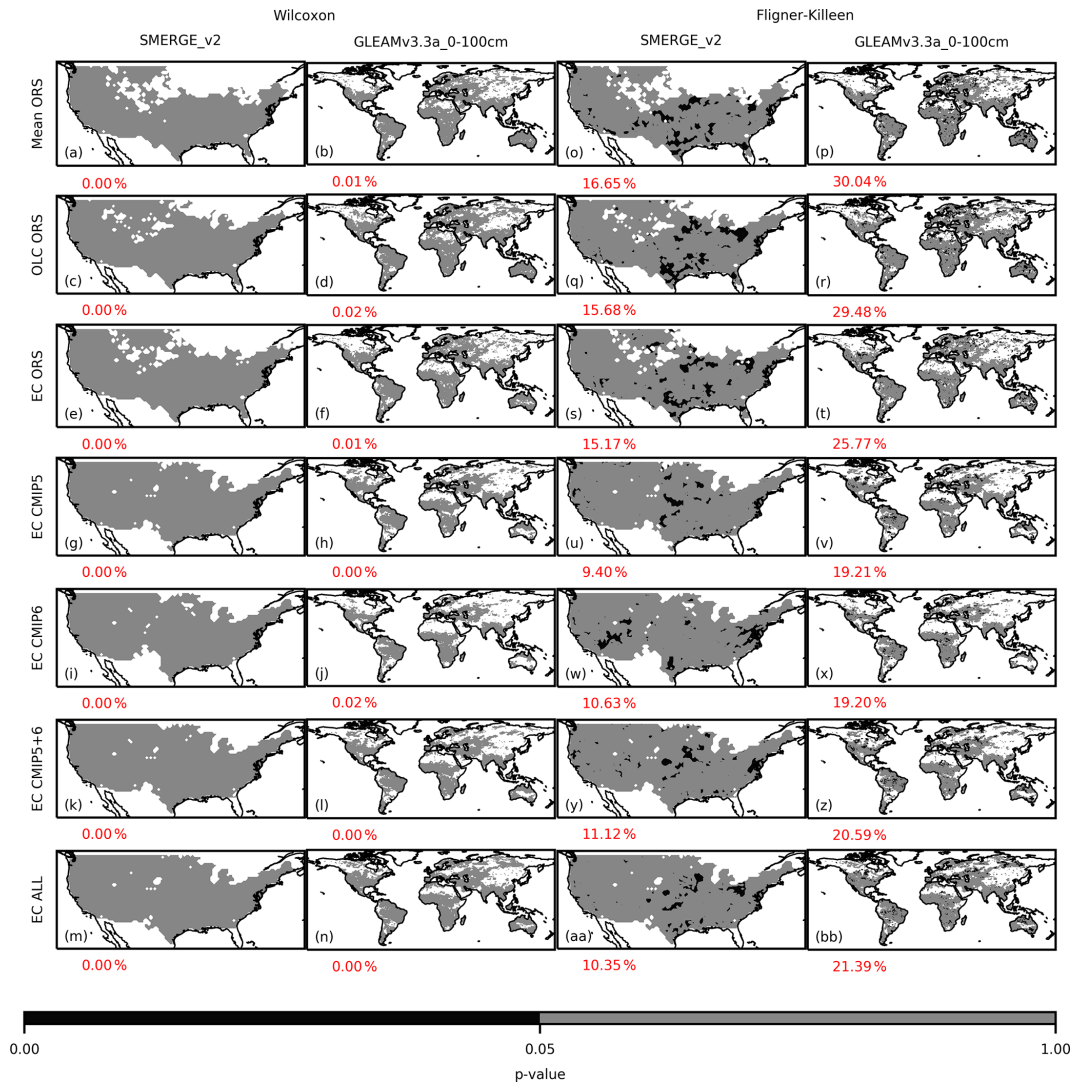 Wilcoxon Fligner-Killeen
SMERGE_v2 GLEAMv3.3a_0-100cm SMERGE_v2 GLEAMv3.3a_0-100cm
Mean ORS
(a) (b) (o) (p)
0.00% 0.01% 16.65% 30.04%
OLC ORS
(c) (d) (q) (r)
0.00% 0.02% 15.68% 29.48%
EC ORS
(e) (f) (s) (t)
0.00% 0.01% 15.17% 25.77%
EC CMIP5
(g) (h) (u) (v)
0.00% 0.00% 9.40% 19.21%
EC CMIP6
(i) (j) (w) (x)
0.00% 0.02% 10.63% 19.20%
EC CMIP5+6
(k) (l) (y) (z)
0.00% 0.00% 11.12% 20.59%
EC ALL
(m) (n) (aa) (bb)
0.00% 0.00% 10.35% 21.39%
0.00 0.05 1.00
p-value